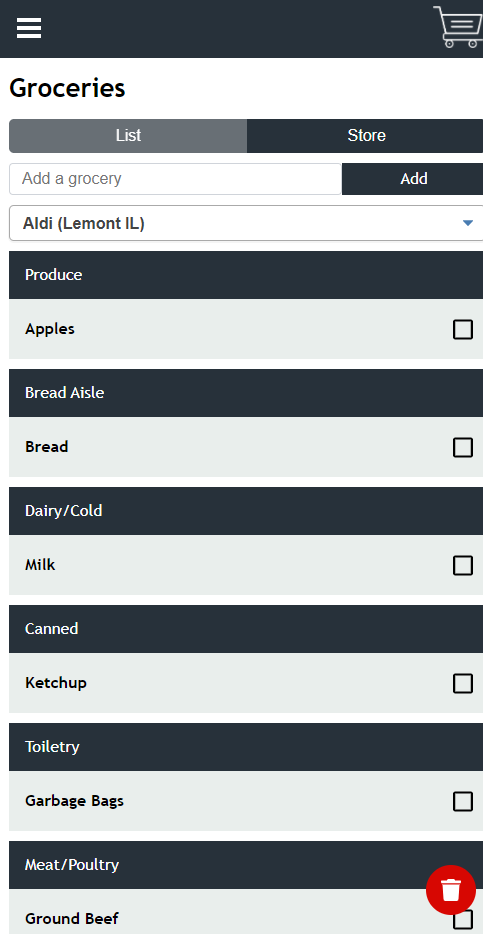 Groceries
List Store
Add a grocery Add
Aldi (Lemont IL)
Produce
Apples
Bread Aisle
Bread
Dairy/Cold
Milk
Canned
Ketchup
Toiletry
Garbage Bags
Meat/Poultry
Ground Beef